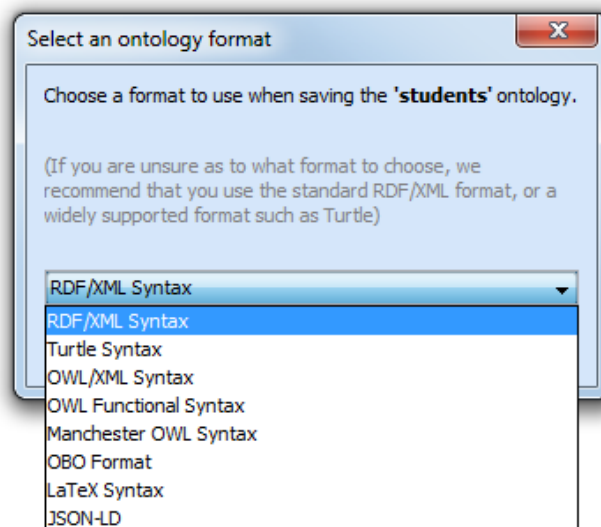 Select an ontology format
Choose a format to use when saving the 'students' ontology.
(If you are unsure as to what format to choose, we
recommend that you use the standard RDF/XML format, or a
widely supported format such as Turtle)
RDF/XML Syntax
RDF/XML Syntax
Turtle Syntax
OWL/XML Syntax
OWL Functional Syntax
Manchester OWL Syntax
OBO Format
LaTeX Syntax
JSON-LD